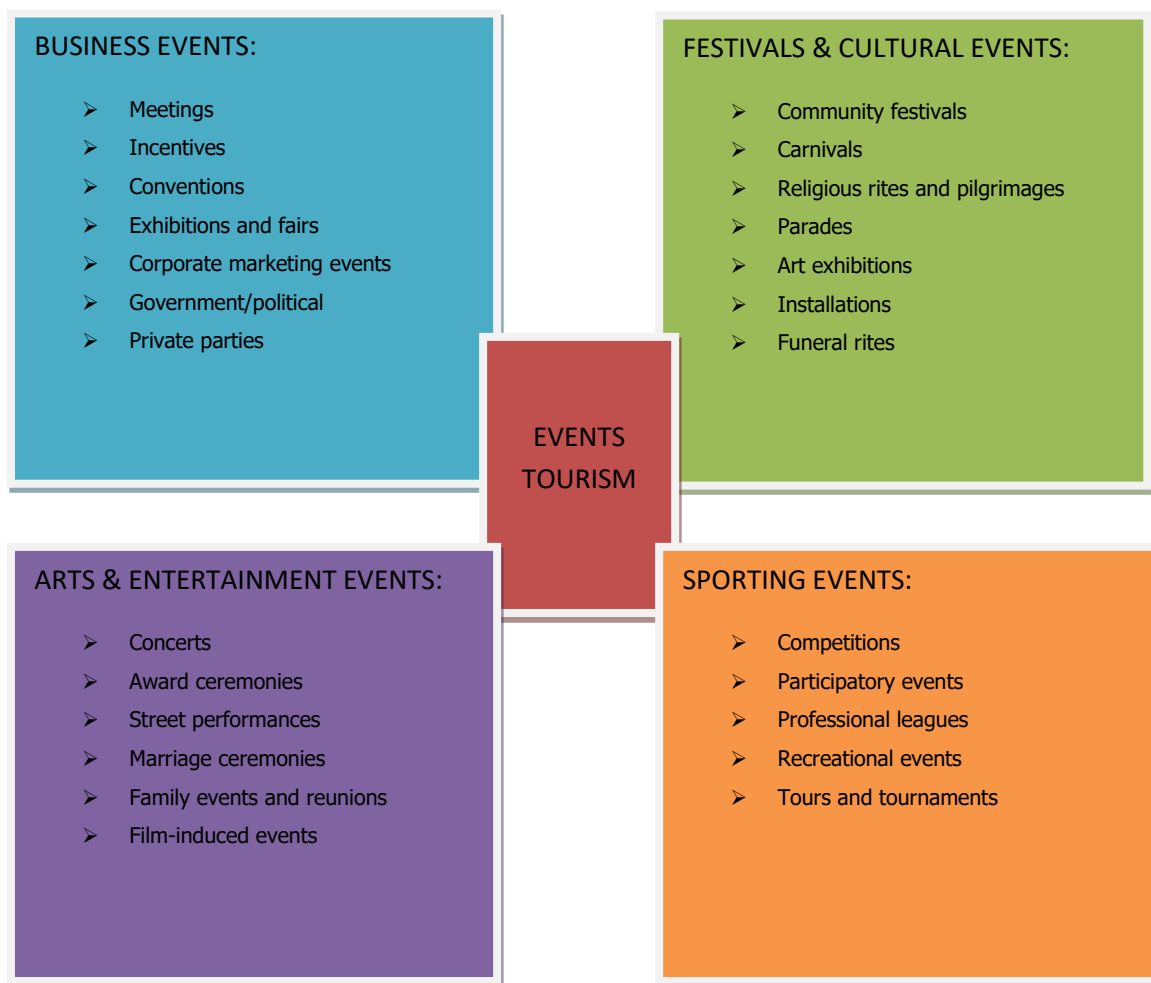 BUSINESS EVENTS:
➢ Meetings
➢ Incentives
➢ Conventions
➢ Exhibitions and fairs
➢ Corporate marketing events
➢ Government/political
➢ Private parties
FESTIVALS & CULTURAL EVENTS:
➢ Community festivals
➢ Carnivals
➢ Religious rites and pilgrimages
➢ Parades
➢ Art exhibitions
➢ Installations
➢ Funeral rites
EVENTS
TOURISM
ARTS & ENTERTAINMENT EVENTS:
➢ Concerts
➢ Award ceremonies
➢ Street performances
➢ Marriage ceremonies
➢ Family events and reunions
➢ Film-induced events
SPORTING EVENTS:
➢ Competitions
➢ Participatory events
➢ Professional leagues
➢ Recreational events
➢ Tours and tournaments